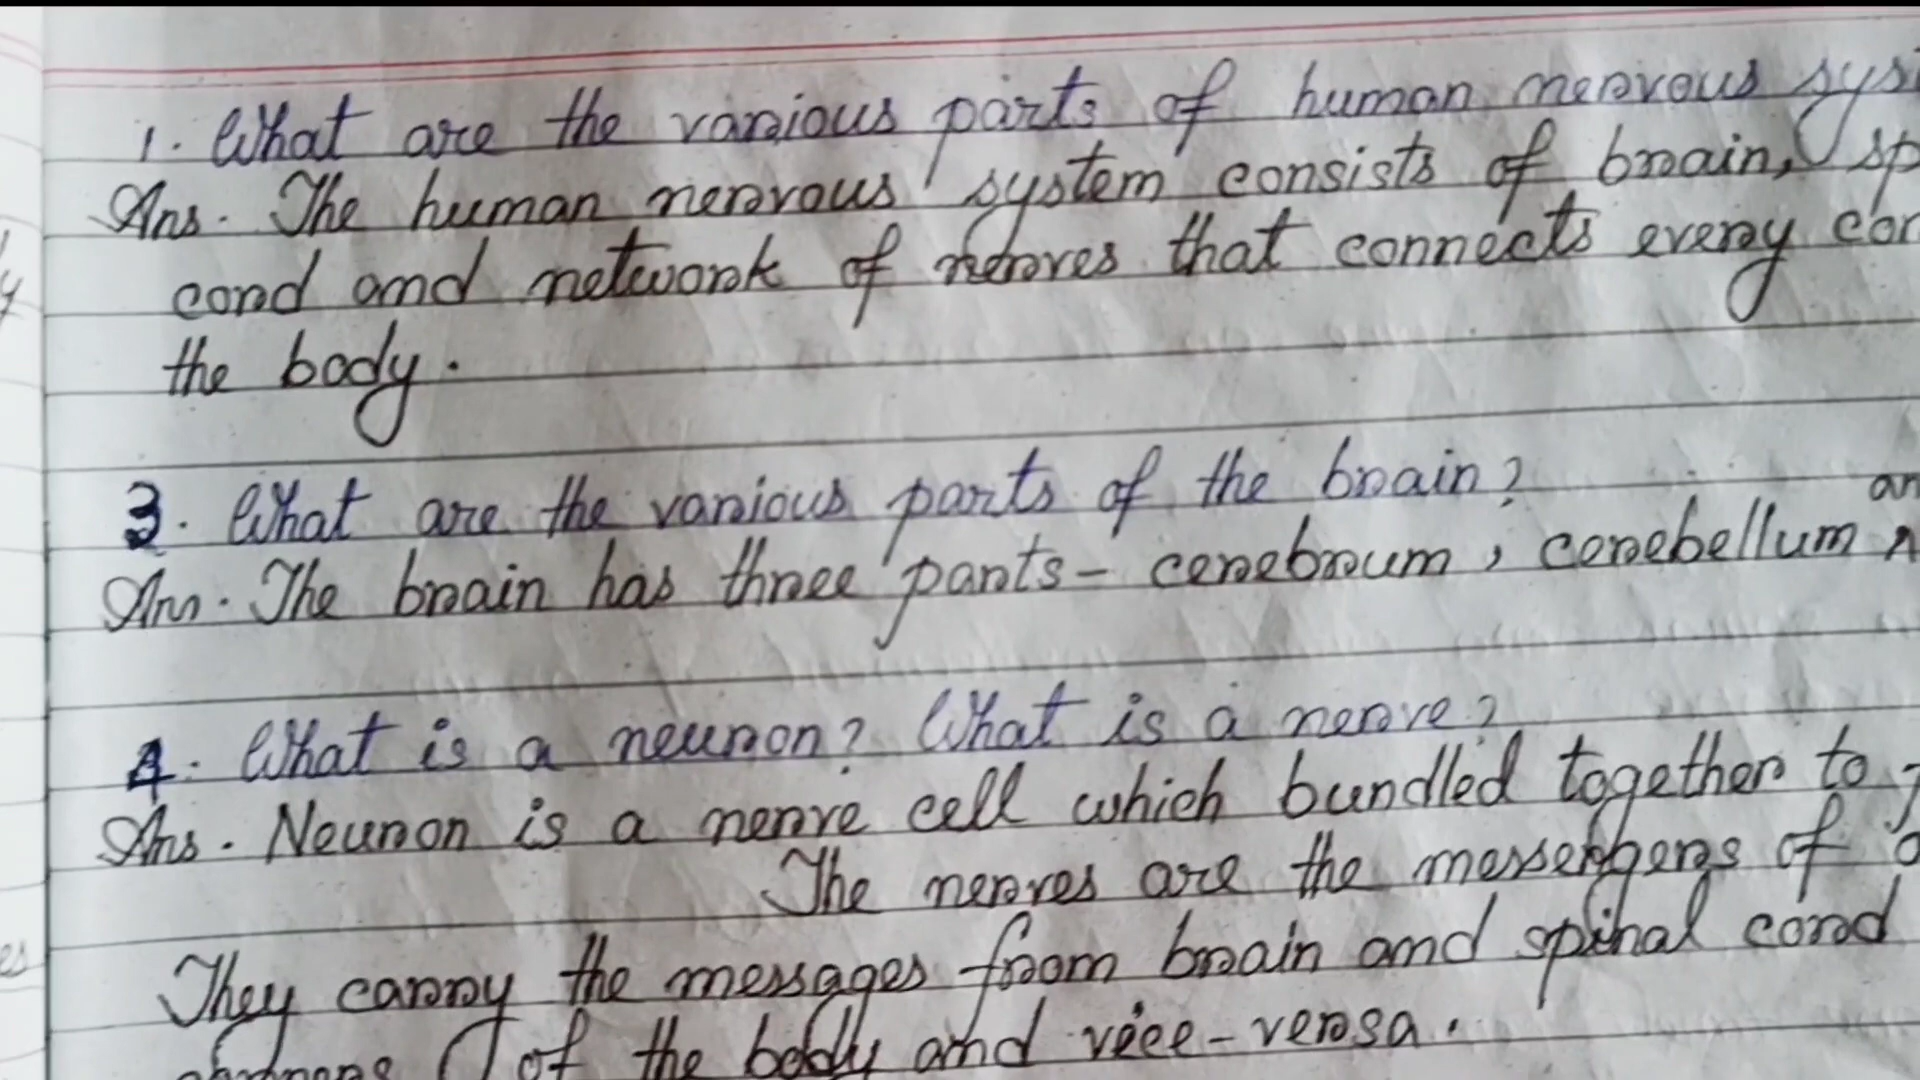 1. What are the various parts of human nervous sys
Ans. The human nervous system consists of brain, sp
cord and network of nerves that connects every cor
the body.
3. What are the various parts of the brain?
an
Ans. The brain has three parts - cerebrum, cerebellum ^
4. What is a neuron? What is a nerve?
Ans. Neuron is a nerve cell which bundled together to
The nerves are the messengers of
They carry the messages from brain and spinal cord
of the body and vice-versa.